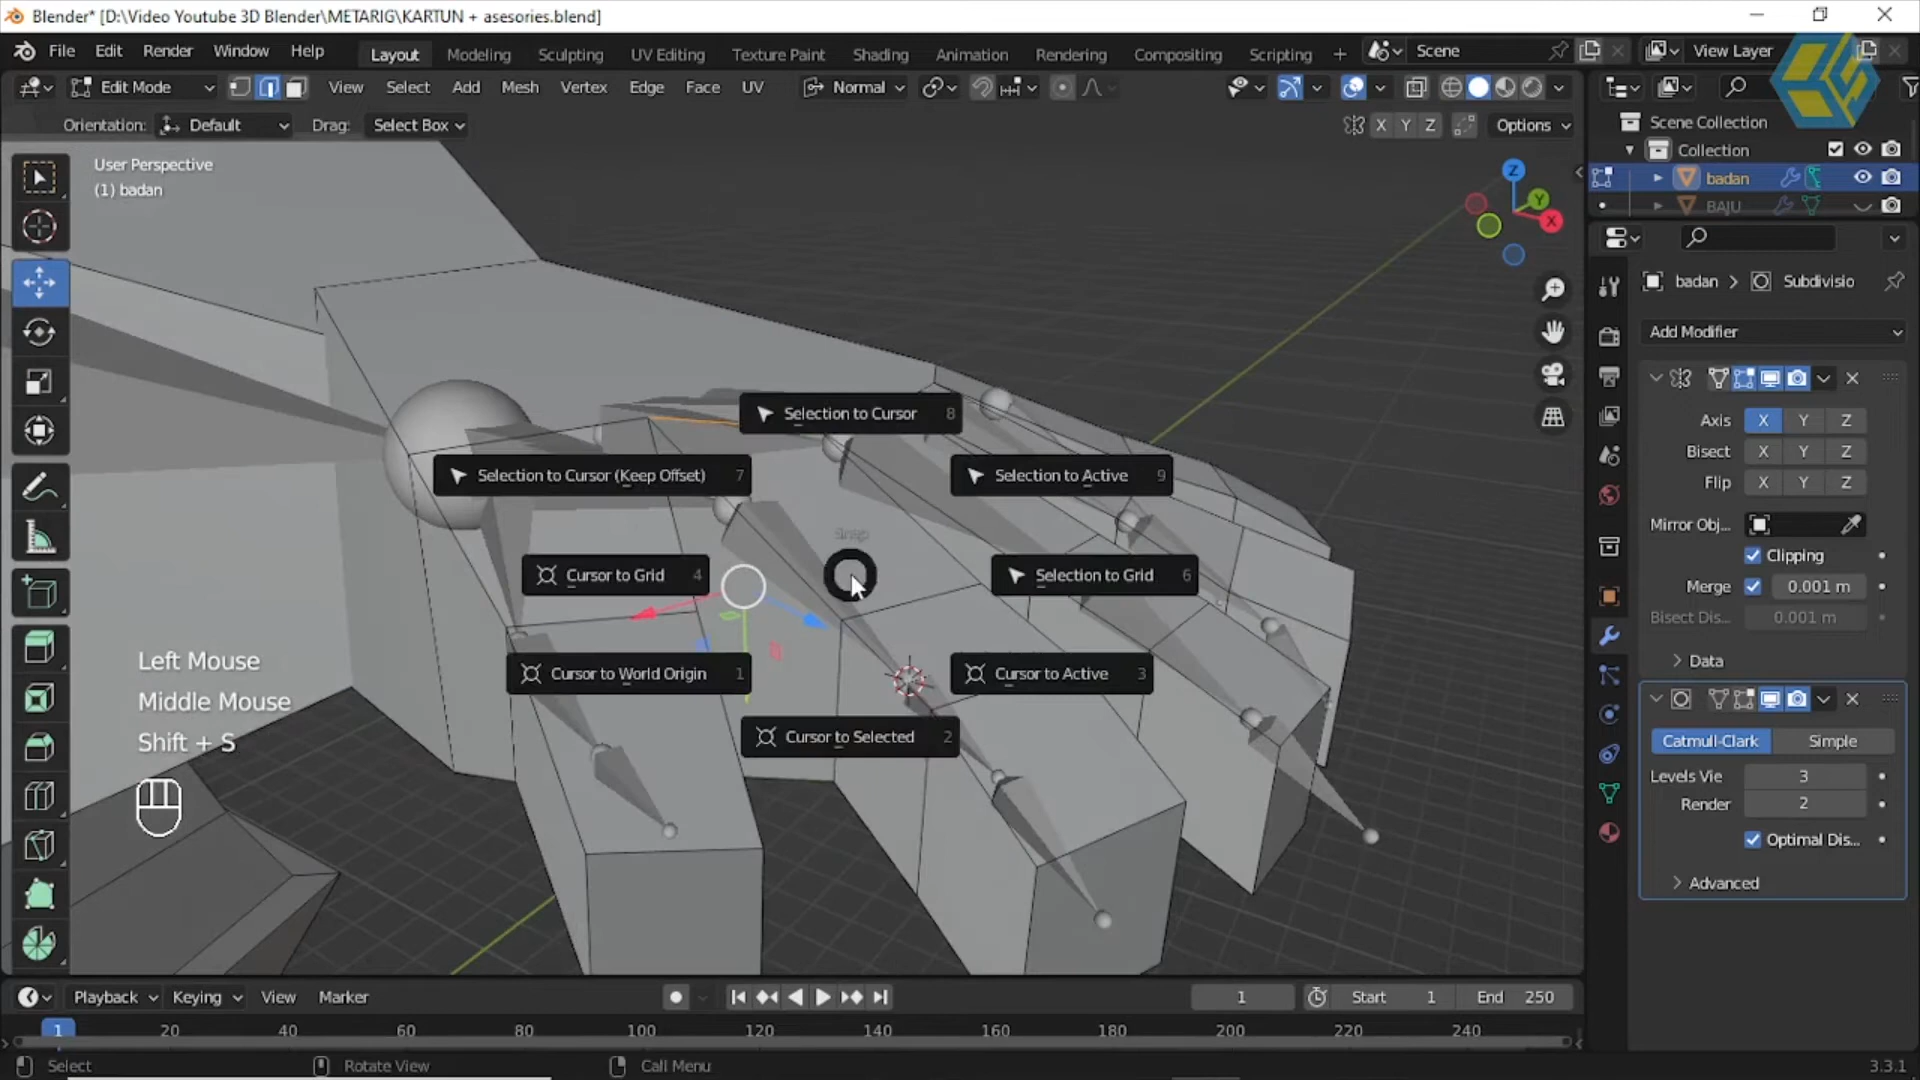 Blender* [D:\Video Youtube 3D Blender\METARIG\KARTUN + asesories.blend]
File Edit Render Window Help
Layout Modeling Sculpting UV Editing Texture Paint Shading Animation Rendering Compositing Scripting +
Scene
View Layer
Edit Mode
View Select Add Mesh Vertex Edge Face UV
Normal
Orientation: Default Drag: Select Box
X Y Z
Options
User Perspective
(1) badan
Z
Y
X
Scene Collection
Collection
badan
BAJU
badan > Subdivisio
Add Modifier
Axis X Y Z
Bisect X Y Z
Flip X Y Z
Mirror Obj...
Clipping
Merge 0.001 m
Bisect Dis... 0.001 m
Data
Catmull-Clark Simple
Levels Vie 3
Render 2
Optimal Dis...
Advanced
Selection to Cursor 8
Selection to Cursor (Keep Offset) 7
Selection to Active 9
Snap
Cursor to Grid 4
Selection to Grid 6
Cursor to World Origin 1
Cursor to Active 3
Cursor to Selected 2
Left Mouse
Middle Mouse
Shift + S
Playback Keying View Marker
1 Start 1 End 250
1 20 40 60 80 100 120 140 160 180 200 220 240
Select Rotate View Call Menu 3.3.1